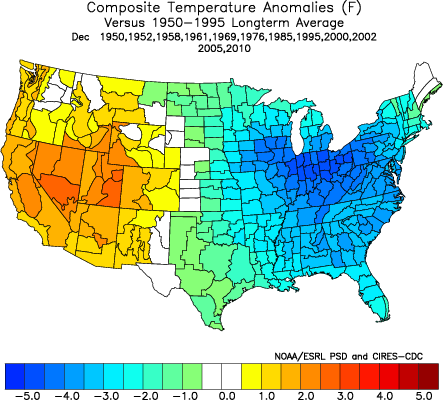 Composite Temperature Anomalies (F)
Versus 1950-1995 Longterm Average
Dec 1950,1952,1958,1961,1969,1976,1985,1995,2000,2002
2005,2010
NOAA/ESRL PSD and CIRES-CDC
-5.0 -4.0 -3.0 -2.0 -1.0 0.0 1.0 2.0 3.0 4.0 5.0